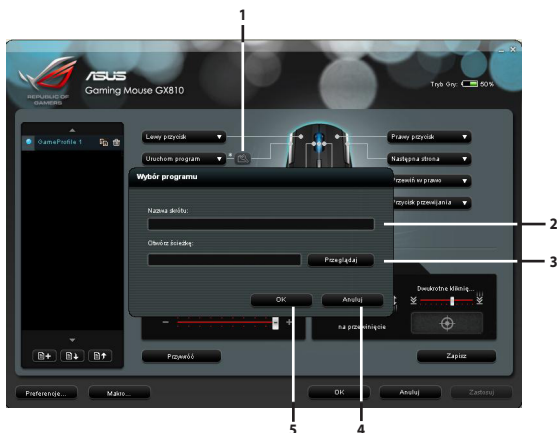 1
REPUBLIC OF
GAMERS
ASUS
Gaming Mouse GX810
Tryb Gry: 50%
GameProfile 1
Lewy przycisk
Uruchom program
Prawy przycisk
Następna strona
Przewiń w prawo
Przycisk przewijania
Wybór programu
Nazwa skrótu:
2
Otwórz ścieżkę:
Przeglądaj
3
OK
Anuluj
Dwukrotne kliknię...
na przewinięcie
Przywróć
Zapisz
Preferencje...
Makro...
OK
Anuluj
Zastosuj
5
4